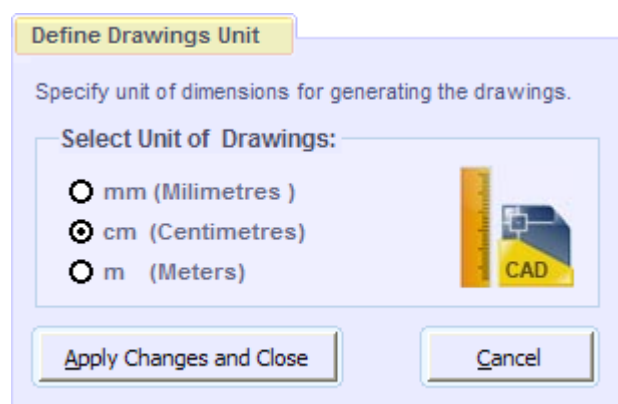 Define Drawings Unit
Specify unit of dimensions for generating the drawings.
Select Unit of Drawings:
mm (Milimetres )
cm (Centimetres)
m (Meters)
CAD
Apply Changes and Close
Cancel